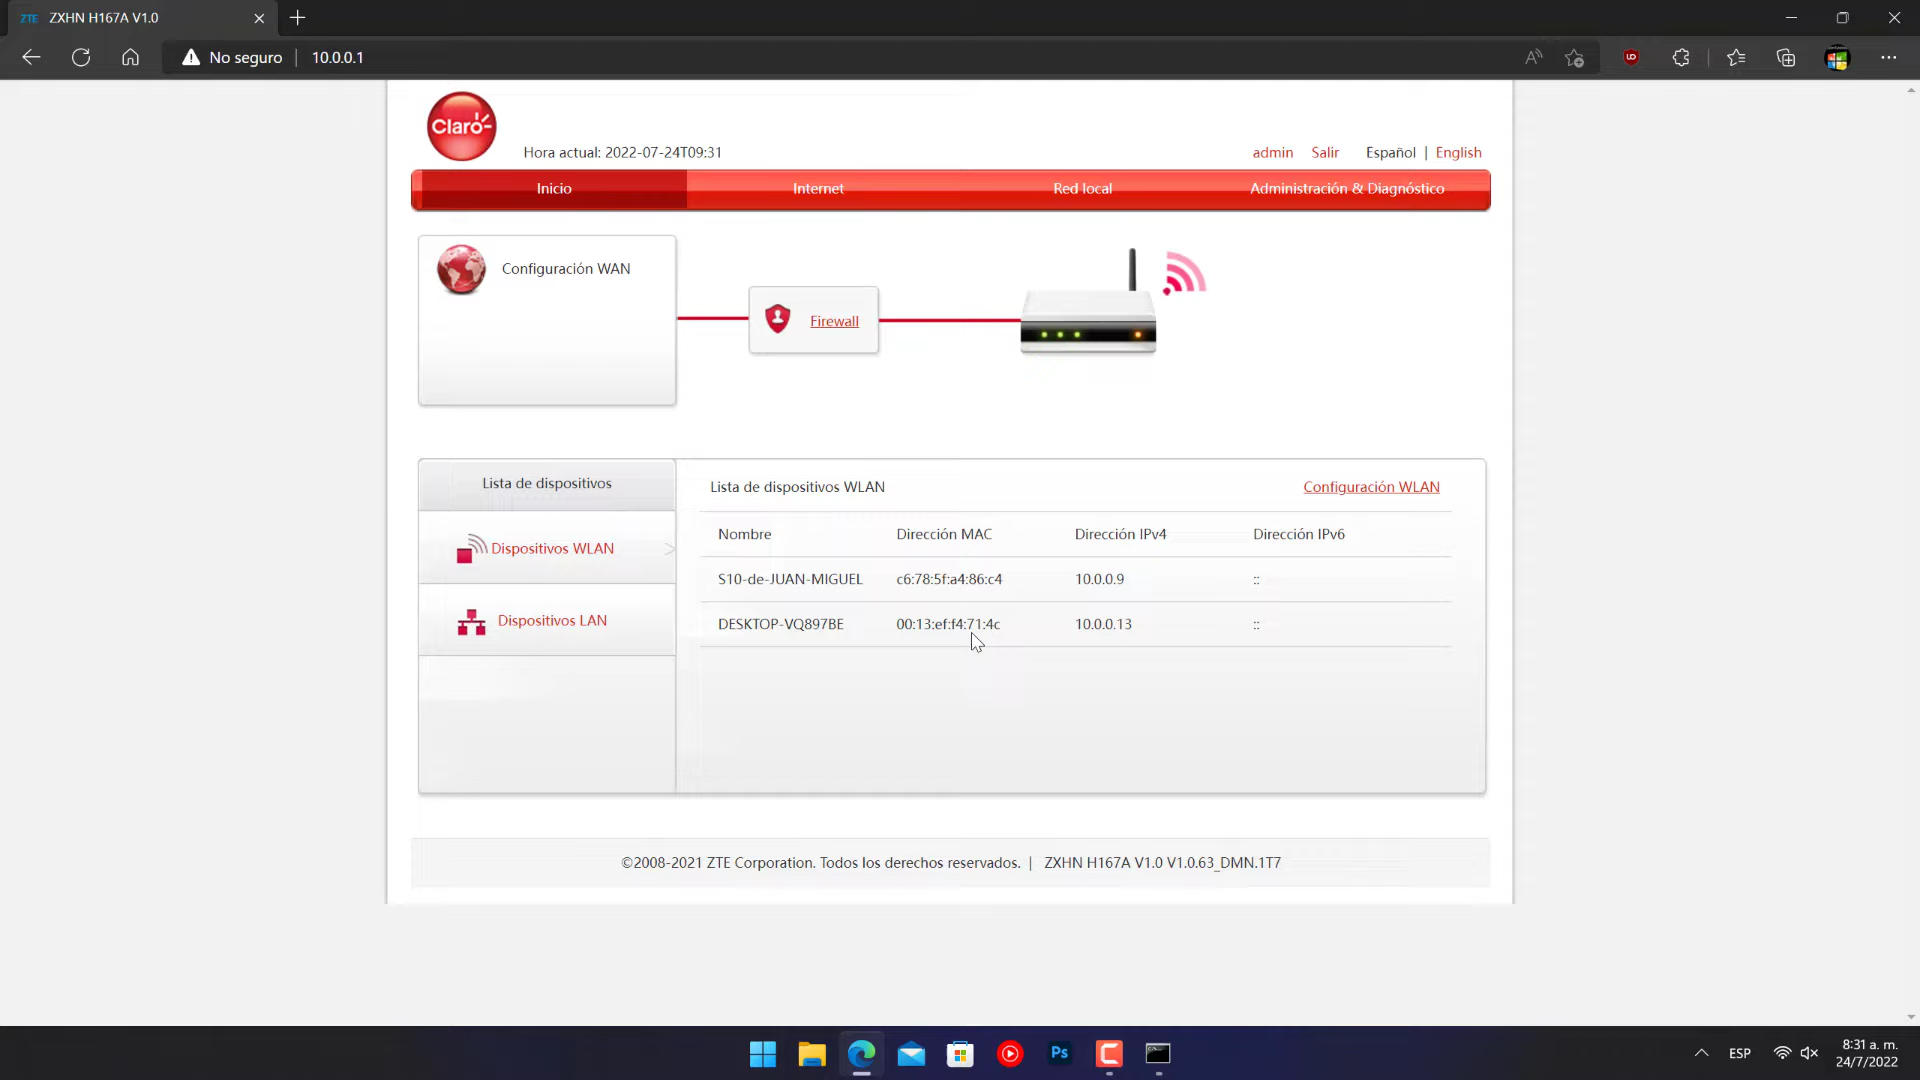 ZTE ZXHN H167A V1.0
No seguro 10.0.0.1
Claro
Hora actual: 2022-07-24T09:31 admin Salir Español | English
Inicio Internet Red local Administración & Diagnóstico
Configuración WAN
Firewall
Lista de dispositivos
Dispositivos WLAN
Dispositivos LAN
Lista de dispositivos WLAN Configuración WLAN
Nombre Dirección MAC Dirección IPv4 Dirección IPv6
S10-de-JUAN-MIGUEL c6:78:5f:a4:86:c4 10.0.0.9 ::
DESKTOP-VQ897BE 00:13:ef:f4:71:4c 10.0.0.13 ::
©2008-2021 ZTE Corporation. Todos los derechos reservados. | ZXHN H167A V1.0 V1.0.63_DMN.1T7
Ps
ESP
8:31 a. m.
24/7/2022